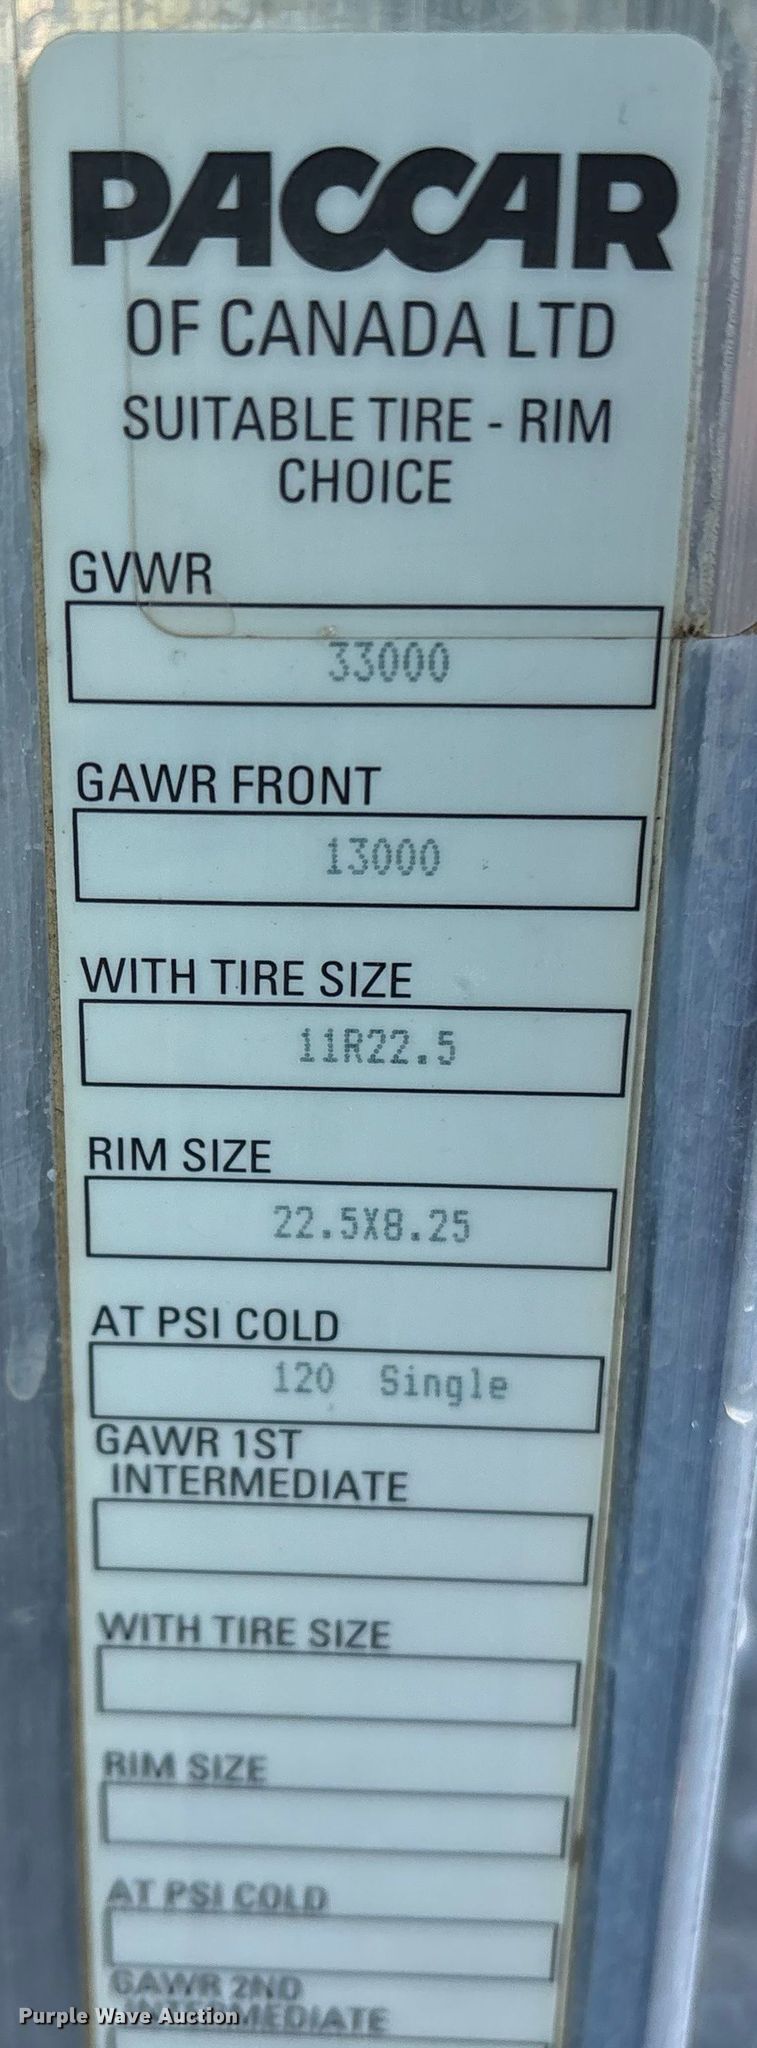 PACCAR
OF CANADA LTD
SUITABLE TIRE - RIM
CHOICE
GVWR
33000
GAWR FRONT
13000
WITH TIRE SIZE
11R22.5
RIM SIZE
22.5X8.25
AT PSI COLD
120 Single
GAWR 1ST
INTERMEDIATE
WITH TIRE SIZE
RIM SIZE
AT PSI COLD
GAWR 2ND
INTERMEDIATE
Purple Wave Auction